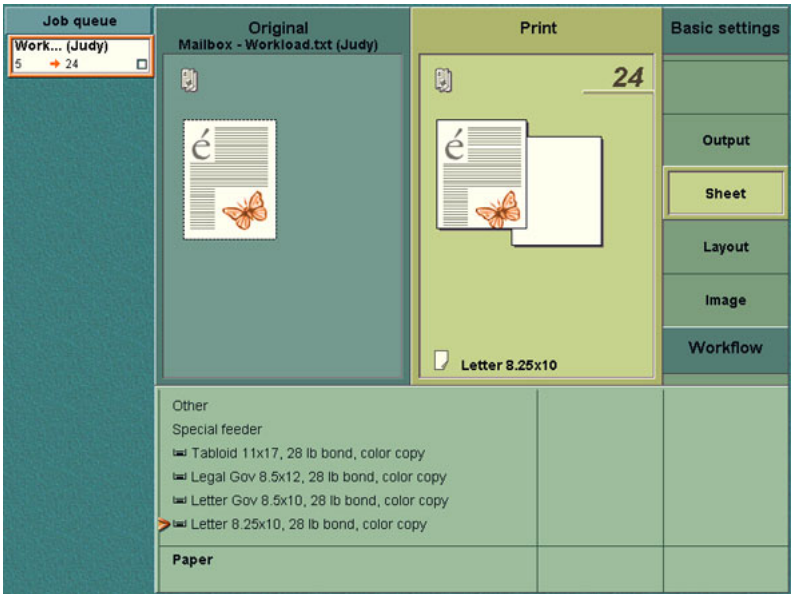 Job queue
Work... (Judy)
5 → 24
Original
Mailbox - Workload.txt (Judy)
é
Print
24
é
Letter 8.25x10
Basic settings
Output
Sheet
Layout
Image
Workflow
Other
Special feeder
Tabloid 11x17, 28 lb bond, color copy
Legal Gov 8.5x12, 28 lb bond, color copy
Letter Gov 8.5x10, 28 lb bond, color copy
Letter 8.25x10, 28 lb bond, color copy
Paper